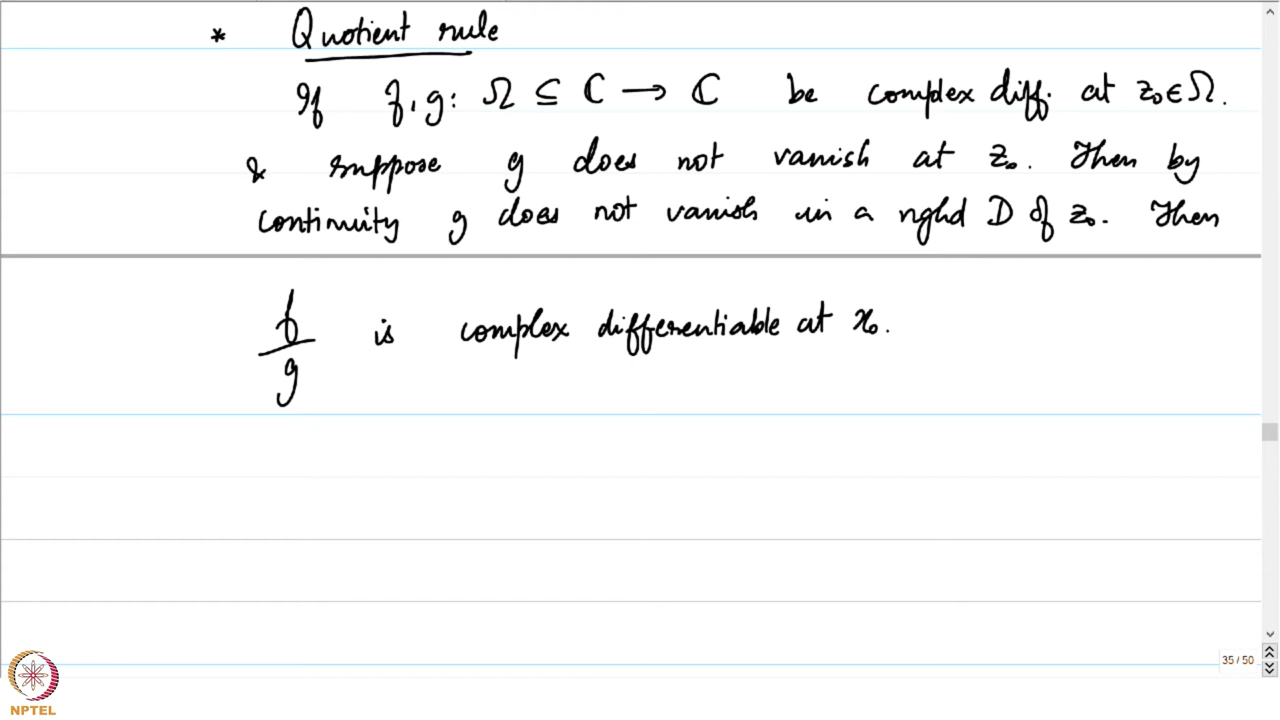 * Quotient rule
If f, g : Ω ⊆ ℂ → ℂ be complex diff. at z₀ ∈ Ω.
& suppose g does not vanish at z₀. Then by
continuity g does not vanish in a nghd D of z₀. Then
f/g is complex differentiable at x₀.
35 / 50
NPTEL